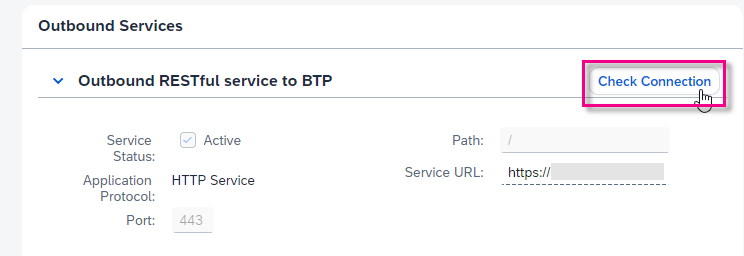 Outbound Services
Outbound RESTful service to BTP
Check Connection
Service Status:
Active
Application Protocol:
HTTP Service
Port:
443
Path:
/
Service URL:
https://